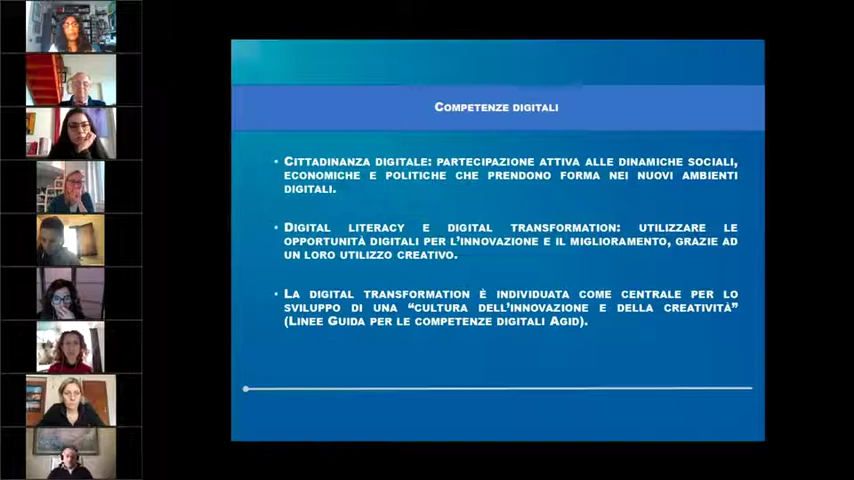 COMPETENZE DIGITALI
• CITTADINANZA DIGITALE: PARTECIPAZIONE ATTIVA ALLE DINAMICHE SOCIALI,
ECONOMICHE E POLITICHE CHE PRENDONO FORMA NEI NUOVI AMBIENTI
DIGITALI.
• DIGITAL LITERACY E DIGITAL TRANSFORMATION: UTILIZZARE LE
OPPORTUNITÀ DIGITALI PER L'INNOVAZIONE E IL MIGLIORAMENTO, GRAZIE AD
UN LORO UTILIZZO CREATIVO.
• LA DIGITAL TRANSFORMATION È INDIVIDUATA COME CENTRALE PER LO
SVILUPPO DI UNA “CULTURA DELL'INNOVAZIONE E DELLA CREATIVITÀ”
(LINEE GUIDA PER LE COMPETENZE DIGITALI AGID).